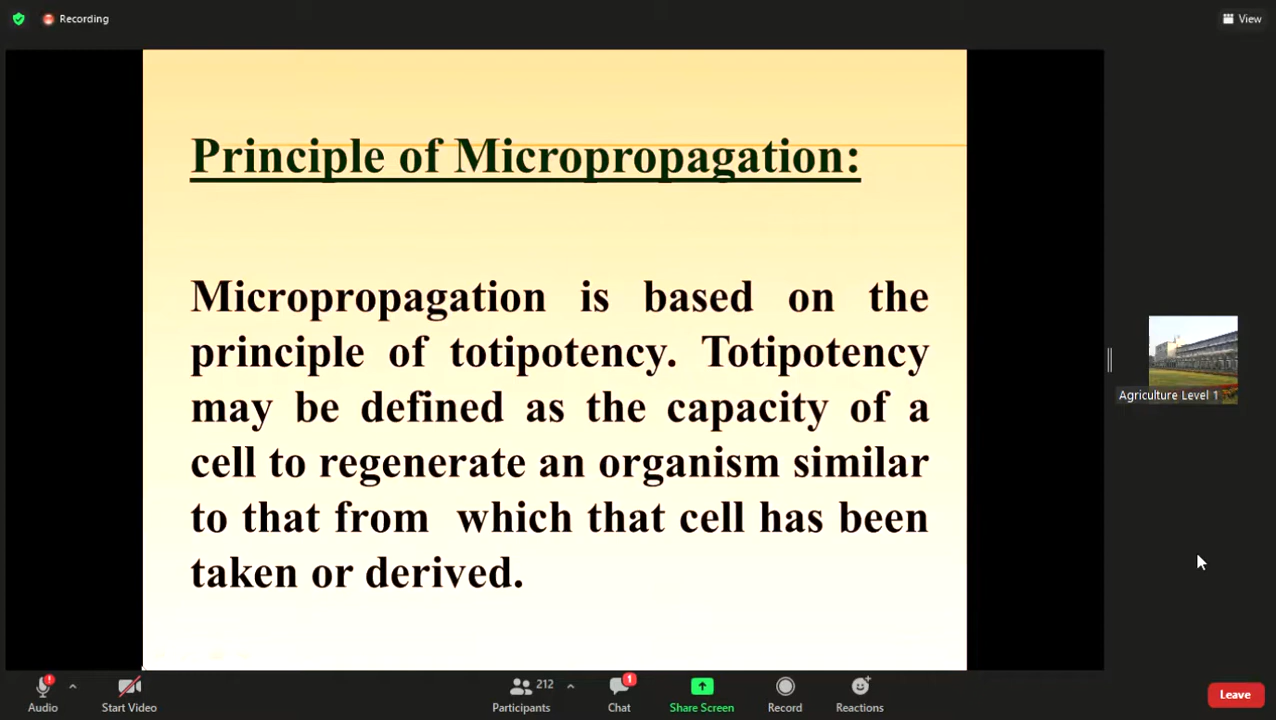 Recording
View
Principle of Micropropagation:
Micropropagation is based on the
principle of totipotency. Totipotency
may be defined as the capacity of a
cell to regenerate an organism similar
to that from which that cell has been
taken or derived.
Agriculture Level 1
212
1
Audio
Start Video
Participants
Chat
Share Screen
Record
Reactions
Leave